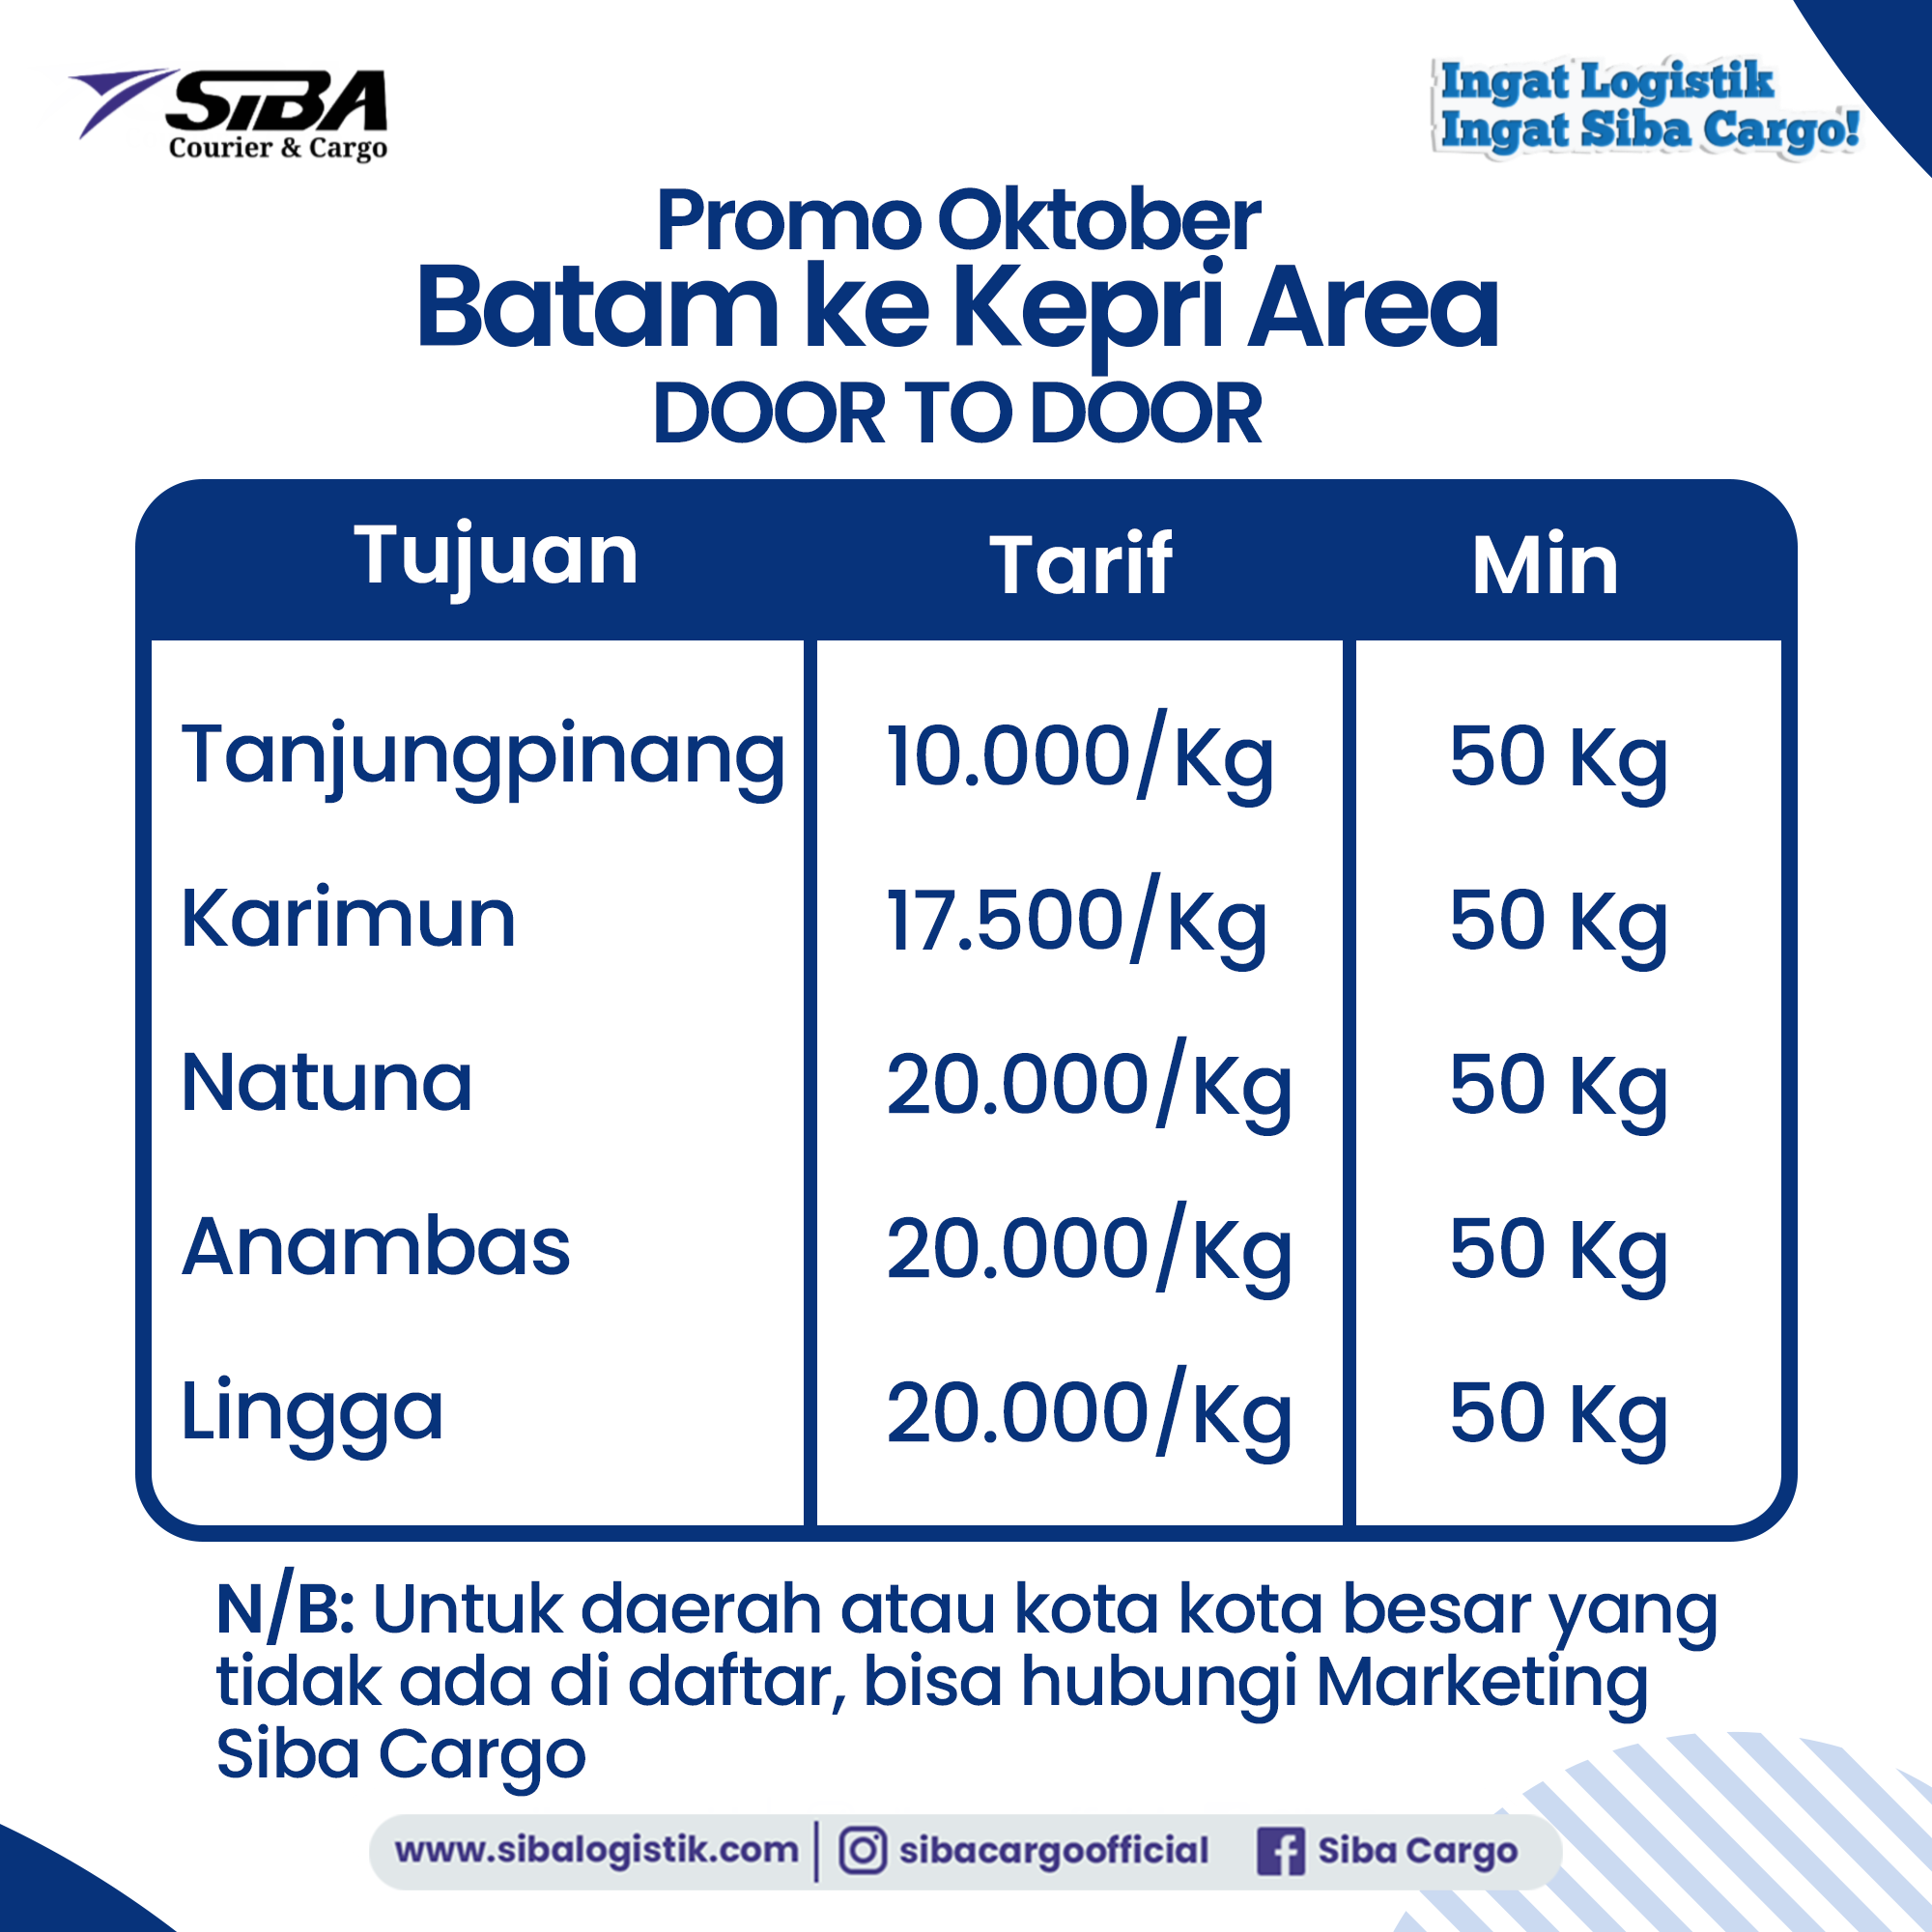 SIBA
Courier & Cargo
Ingat Logistik
Ingat Siba Cargo!
Promo Oktober
Batam ke Kepri Area
DOOR TO DOOR
Tujuan Tarif Min
Tanjungpinang 10.000/Kg 50 Kg
Karimun 17.500/Kg 50 Kg
Natuna 20.000/Kg 50 Kg
Anambas 20.000/Kg 50 Kg
Lingga 20.000/Kg 50 Kg
N/B: Untuk daerah atau kota kota besar yang
tidak ada di daftar, bisa hubungi Marketing
Siba Cargo
www.sibalogistik.com sibacargoofficial Siba Cargo